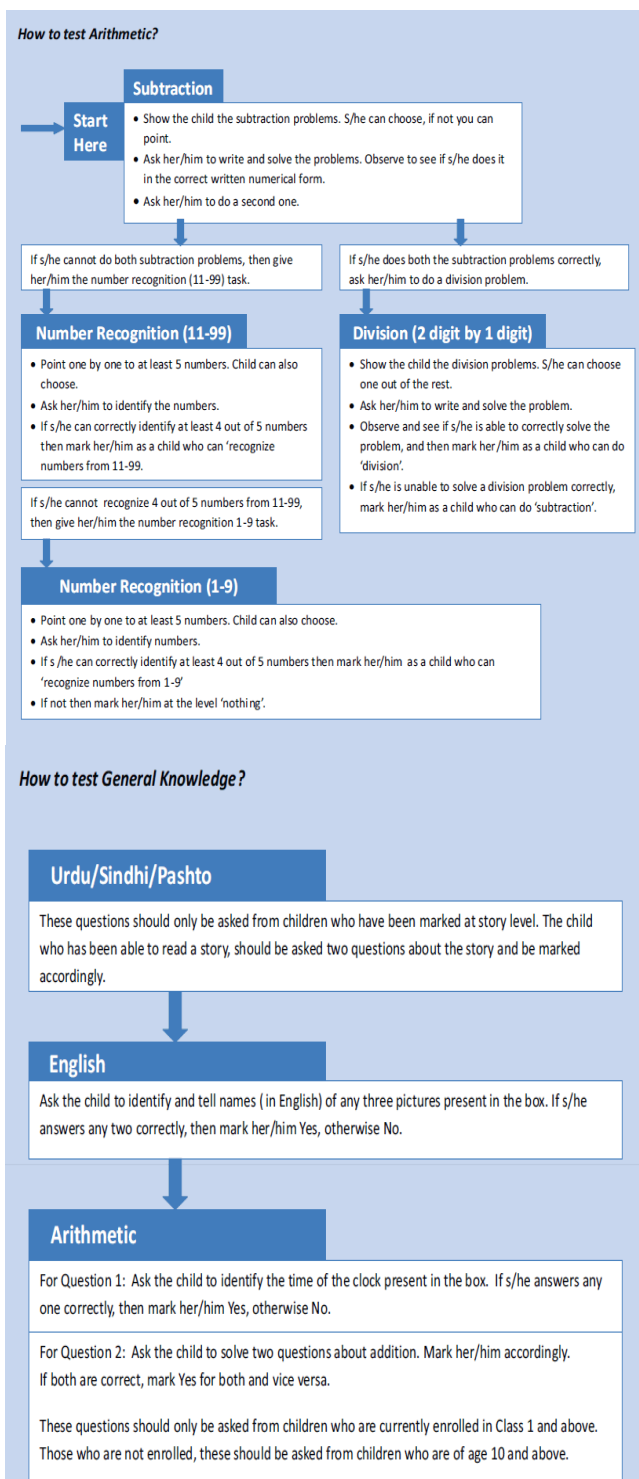 How to test Arithmetic?
Subtraction
Start
Here
• Show the child the subtraction problems. S/he can choose, if not you can
point.
• Ask her/him to write and solve the problems. Observe to see if s/he does it
in the correct written numerical form.
• Ask her/him to do a second one.
If s/he cannot do both subtraction problems, then give
her/him the number recognition (11-99) task.
If s/he does both the subtraction problems correctly,
ask her/him to do a division problem.
Number Recognition (11-99)
• Point one by one to at least 5 numbers. Child can also
choose.
• Ask her/him to identify the numbers.
• If s/he can correctly identify at least 4 out of 5 numbers
then mark her/him as a child who can ‘recognize
numbers from 11-99.
If s/he cannot recognize 4 out of 5 numbers from 11-99,
then give her/him the number recognition 1-9 task.
Division (2 digit by 1 digit)
• Show the child the division problems. S/he can choose
one out of the rest.
• Ask her/him to write and solve the problem.
• Observe and see if s/he is able to correctly solve the
problem, and then mark her/him as a child who can do
‘division’.
• If s/he is unable to solve a division problem correctly,
mark her/him as a child who can do ‘subtraction’.
Number Recognition (1-9)
• Point one by one to at least 5 numbers. Child can also choose.
• Ask her/him to identify numbers.
• If s /he can correctly identify at least 4 out of 5 numbers then mark her/him as a child who can
‘recognize numbers from 1-9’
• If not then mark her/him at the level ‘nothing’.
How to test General Knowledge?
Urdu/Sindhi/Pashto
These questions should only be asked from children who have been marked at story level. The child
who has been able to read a story, should be asked two questions about the story and be marked
accordingly.
English
Ask the child to identify and tell names ( in English) of any three pictures present in the box. If s/he
answers any two correctly, then mark her/him Yes, otherwise No.
Arithmetic
For Question 1: Ask the child to identify the time of the clock present in the box. If s/he answers any
one correctly, then mark her/him Yes, otherwise No.
For Question 2: Ask the child to solve two questions about addition. Mark her/him accordingly.
If both are correct, mark Yes for both and vice versa.
These questions should only be asked from children who are currently enrolled in Class 1 and above.
Those who are not enrolled, these should be asked from children who are of age 10 and above.